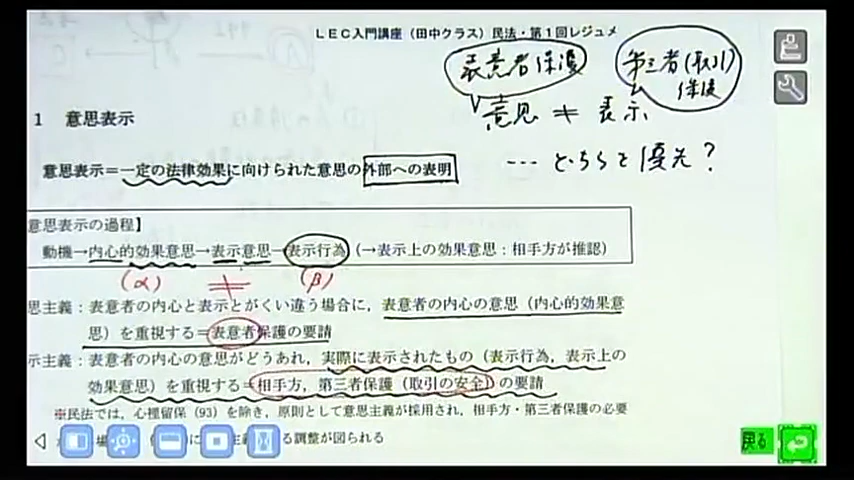 LEC入門講座（田中クラス）民法・第1回レジュメ
表意者保護
第三者(取引)
保護
意思 ≠ 表示
1 意思表示
… どちらを優先?
意思表示＝一定の法律効果に向けられた意思の外部への表明
意思表示の過程】
動機→内心的効果意思→表示意思→表示行為（→表示上の効果意思：相手方が推認）
(α) ≠ (β)
思主義：表意者の内心と表示とがくい違う場合に，表意者の内心の意思（内心的効果意
思）を重視する＝表意者保護の要請
示主義：表意者の内心の意思がどうあれ，実際に表示されたもの（表示行為，表示上の
効果意思）を重視する＝相手方，第三者保護（取引の安全）の要請
※民法では，心裡留保（93）を除き，原則として意思主義が採用され，相手方・第三者保護の必要
る調整が図られる
戻る